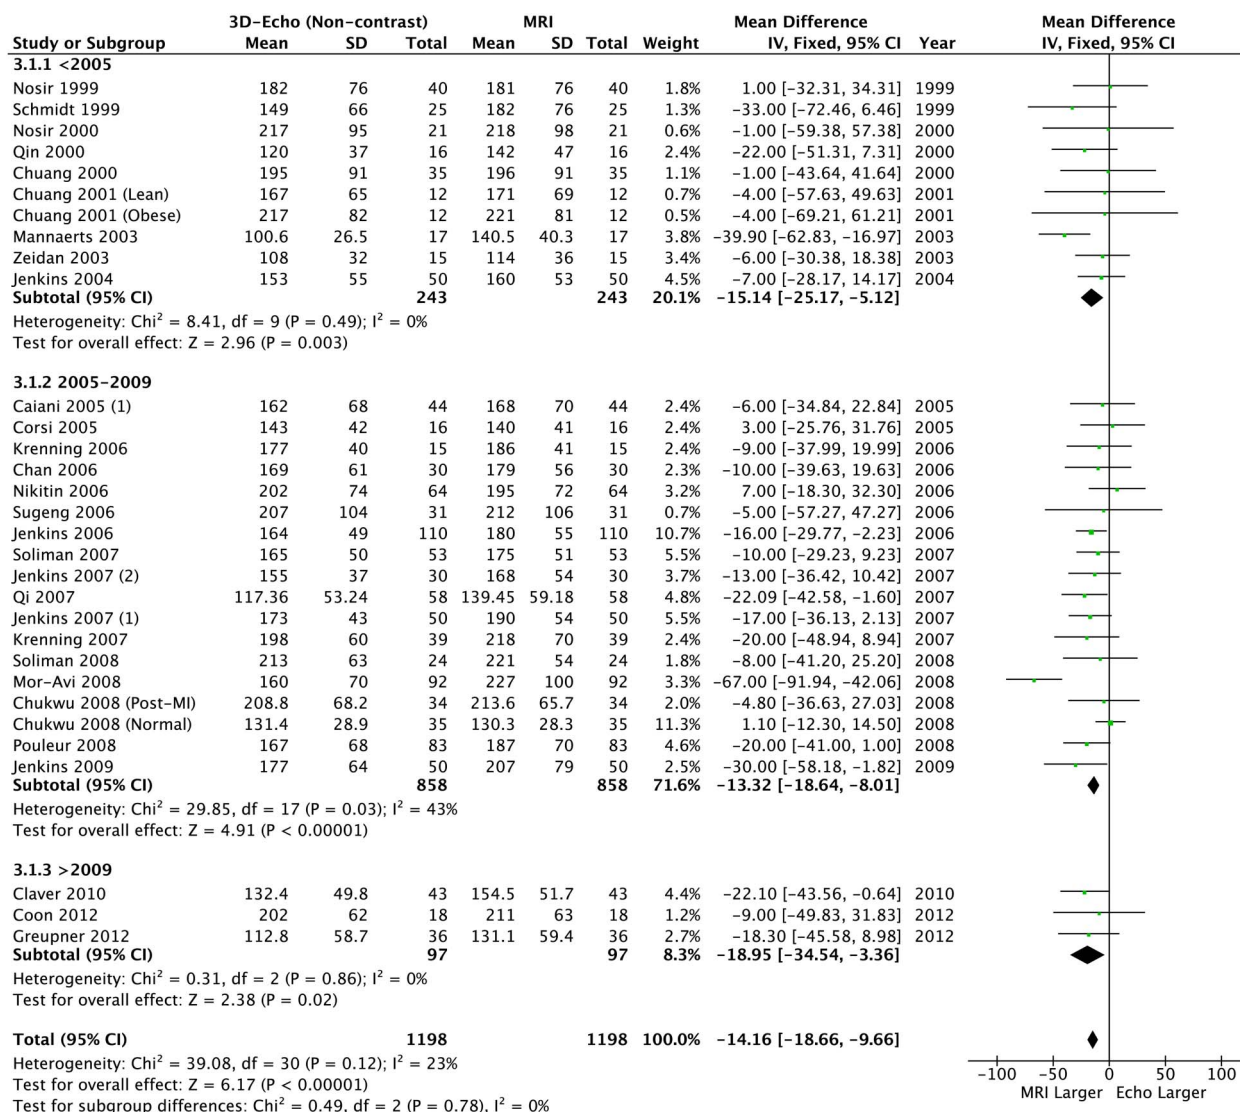 3D-Echo (Non-contrast) MRI Mean Difference Mean Difference
Study or Subgroup Mean SD Total Mean SD Total Weight IV, Fixed, 95% CI Year IV, Fixed, 95% CI
3.1.1 <2005
Nosir 1999 182 76 40 181 76 40 1.8% 1.00 [-32.31, 34.31] 1999
Schmidt 1999 149 66 25 182 76 25 1.3% -33.00 [-72.46, 6.46] 1999
Nosir 2000 217 95 21 218 98 21 0.6% -1.00 [-59.38, 57.38] 2000
Qin 2000 120 37 16 142 47 16 2.4% -22.00 [-51.31, 7.31] 2000
Chuang 2000 195 91 35 196 91 35 1.1% -1.00 [-43.64, 41.64] 2000
Chuang 2001 (Lean) 167 65 12 171 69 12 0.7% -4.00 [-57.63, 49.63] 2001
Chuang 2001 (Obese) 217 82 12 221 81 12 0.5% -4.00 [-69.21, 61.21] 2001
Mannaerts 2003 100.6 26.5 17 140.5 40.3 17 3.8% -39.90 [-62.83, -16.97] 2003
Zeidan 2003 108 32 15 114 36 15 3.4% -6.00 [-30.38, 18.38] 2003
Jenkins 2004 153 55 50 160 53 50 4.5% -7.00 [-28.17, 14.17] 2004
Subtotal (95% CI) 243 243 20.1% -15.14 [-25.17, -5.12]
Heterogeneity: Chi² = 8.41, df = 9 (P = 0.49); I² = 0%
Test for overall effect: Z = 2.96 (P = 0.003)
3.1.2 2005-2009
Caiani 2005 (1) 162 68 44 168 70 44 2.4% -6.00 [-34.84, 22.84] 2005
Corsi 2005 143 42 16 140 41 16 2.4% 3.00 [-25.76, 31.76] 2005
Krenning 2006 177 40 15 186 41 15 2.4% -9.00 [-37.99, 19.99] 2006
Chan 2006 169 61 30 179 56 30 2.3% -10.00 [-39.63, 19.63] 2006
Nikitin 2006 202 74 64 195 72 64 3.2% 7.00 [-18.30, 32.30] 2006
Sugeng 2006 207 104 31 212 106 31 0.7% -5.00 [-57.27, 47.27] 2006
Jenkins 2006 164 49 110 180 55 110 10.7% -16.00 [-29.77, -2.23] 2006
Soliman 2007 165 50 53 175 51 53 5.5% -10.00 [-29.23, 9.23] 2007
Jenkins 2007 (2) 155 37 30 168 54 30 3.7% -13.00 [-36.42, 10.42] 2007
Qi 2007 117.36 53.24 58 139.45 59.18 58 4.8% -22.09 [-42.58, -1.60] 2007
Jenkins 2007 (1) 173 43 50 190 54 50 5.5% -17.00 [-36.13, 2.13] 2007
Krenning 2007 198 60 39 218 70 39 2.4% -20.00 [-48.94, 8.94] 2007
Soliman 2008 213 63 24 221 54 24 1.8% -8.00 [-41.20, 25.20] 2008
Mor-Avi 2008 160 70 92 227 100 92 3.3% -67.00 [-91.94, -42.06] 2008
Chukwu 2008 (Post-MI) 208.8 68.2 34 213.6 65.7 34 2.0% -4.80 [-36.63, 27.03] 2008
Chukwu 2008 (Normal) 131.4 28.9 35 130.3 28.3 35 11.3% 1.10 [-12.30, 14.50] 2008
Pouleur 2008 167 68 83 187 70 83 4.6% -20.00 [-41.00, 1.00] 2008
Jenkins 2009 177 64 50 207 79 50 2.5% -30.00 [-58.18, -1.82] 2009
Subtotal (95% CI) 858 858 71.6% -13.32 [-18.64, -8.01]
Heterogeneity: Chi² = 29.85, df = 17 (P = 0.03); I² = 43%
Test for overall effect: Z = 4.91 (P < 0.00001)
3.1.3 >2009
Claver 2010 132.4 49.8 43 154.5 51.7 43 4.4% -22.10 [-43.56, -0.64] 2010
Coon 2012 202 62 18 211 63 18 1.2% -9.00 [-49.83, 31.83] 2012
Greupner 2012 112.8 58.7 36 131.1 59.4 36 2.7% -18.30 [-45.58, 8.98] 2012
Subtotal (95% CI) 97 97 8.3% -18.95 [-34.54, -3.36]
Heterogeneity: Chi² = 0.31, df = 2 (P = 0.86); I² = 0%
Test for overall effect: Z = 2.38 (P = 0.02)
Total (95% CI) 1198 1198 100.0% -14.16 [-18.66, -9.66]
Heterogeneity: Chi² = 39.08, df = 30 (P = 0.12); I² = 23%
Test for overall effect: Z = 6.17 (P < 0.00001)
Test for subgroup differences: Chi² = 0.49, df = 2 (P = 0.78), I² = 0%
-100 -50 0 50 100
MRI Larger Echo Larger